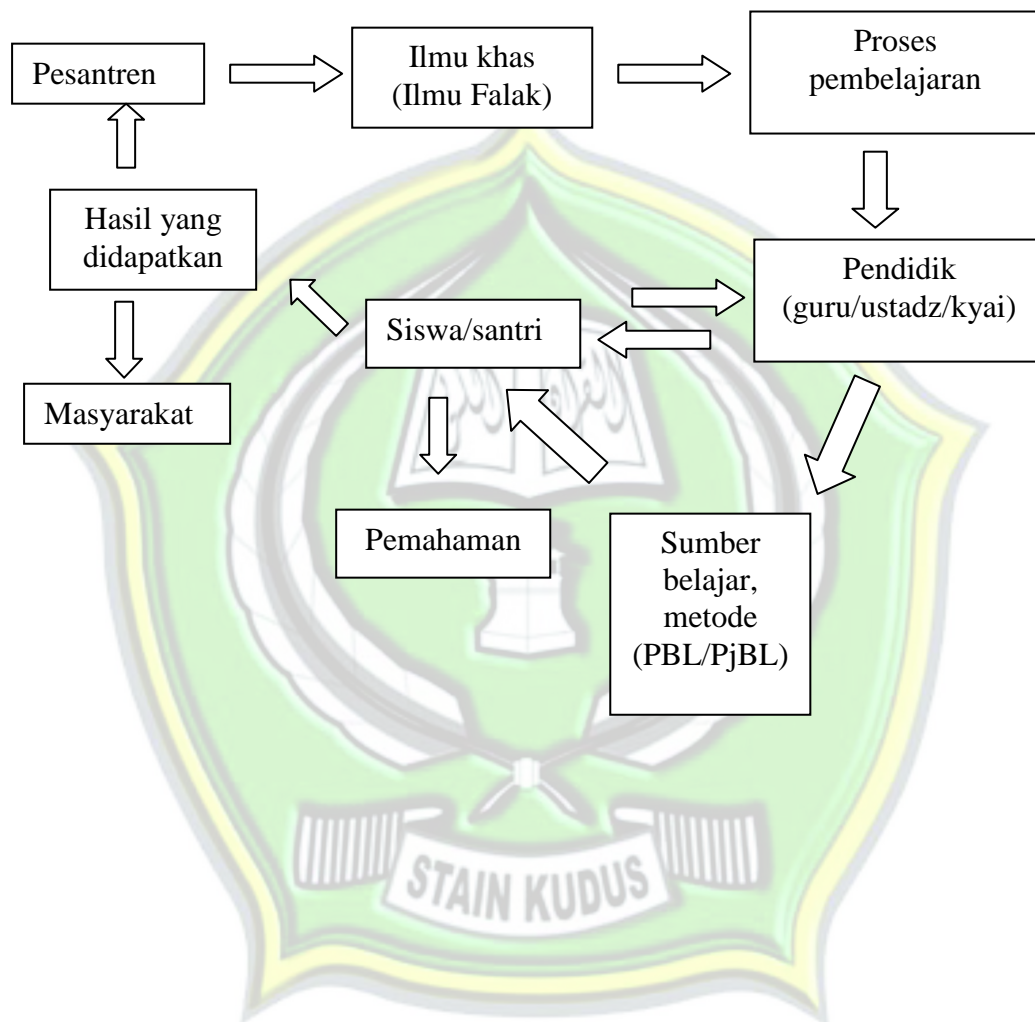 Pesantren
Ilmu khas
(Ilmu Falak)
Proses
pembelajaran
Hasil yang
didapatkan
Siswa/santri
Pendidik
(guru/ustadz/kyai)
Masyarakat
Pemahaman
Sumber
belajar,
metode
(PBL/PjBL)
STAIN KUDUS